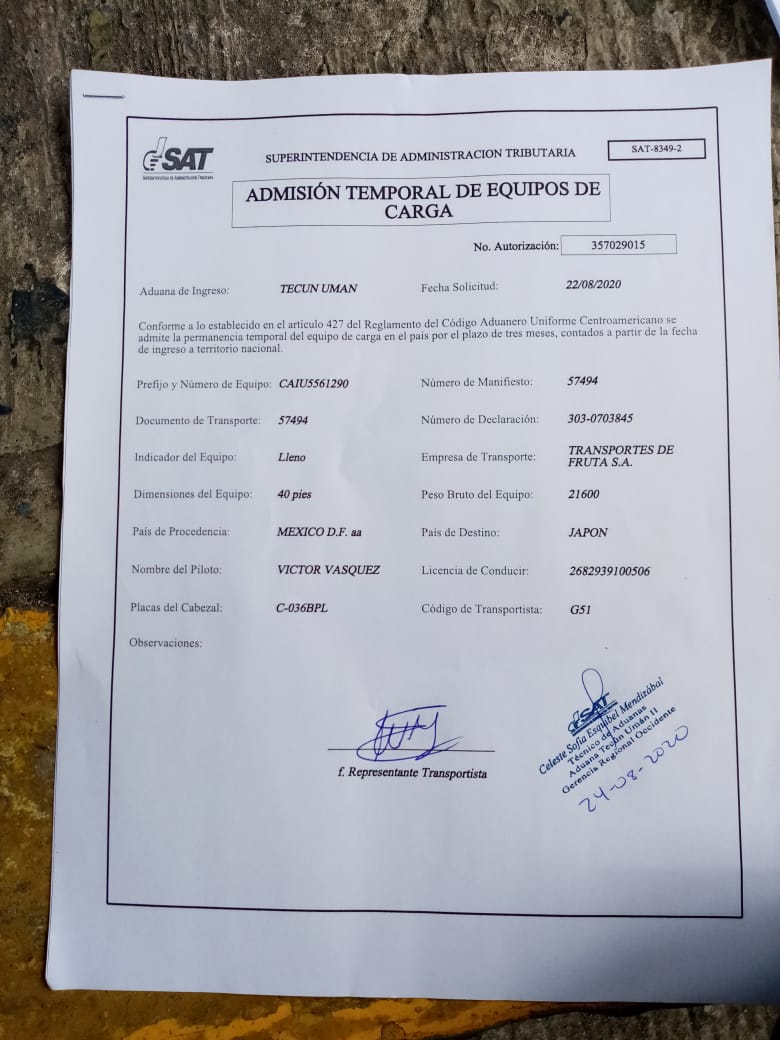 SAT
SUPERINTENDENCIA DE ADMINISTRACIÓN TRIBUTARIA
SUPERINTENDENCIA DE ADMINISTRACION TRIBUTARIA
SAT-8349-2
ADMISIÓN TEMPORAL DE EQUIPOS DE
CARGA
No. Autorización: 357029015
Aduana de Ingreso: TECUN UMAN Fecha Solicitud: 22/08/2020
Conforme a lo establecido en el artículo 427 del Reglamento del Código Aduanero Uniforme Centroamericano se
admite la permanencia temporal del equipo de carga en el país por el plazo de tres meses, contados a partir de la fecha
de ingreso a territorio nacional.
Prefijo y Número de Equipo: CAIU5561290 Número de Manifiesto: 57494
Documento de Transporte: 57494 Número de Declaración: 303-0703845
Indicador del Equipo: Lleno Empresa de Transporte: TRANSPORTES DE
FRUTA S.A.
Dimensiones del Equipo: 40 pies Peso Bruto del Equipo: 21600
País de Procedencia: MEXICO D.F. aa País de Destino: JAPON
Nombre del Piloto: VICTOR VASQUEZ Licencia de Conducir: 2682939100506
Placas del Cabezal: C-036BPL Código de Transportista: G51
Observaciones:
f. Representante Transportista
SAT
Celeste Sofía Esquibel Mendizábal
Técnico de Aduanas
Aduana Tecún Umán II
Gerencia Regional Occidente
24-08-2020